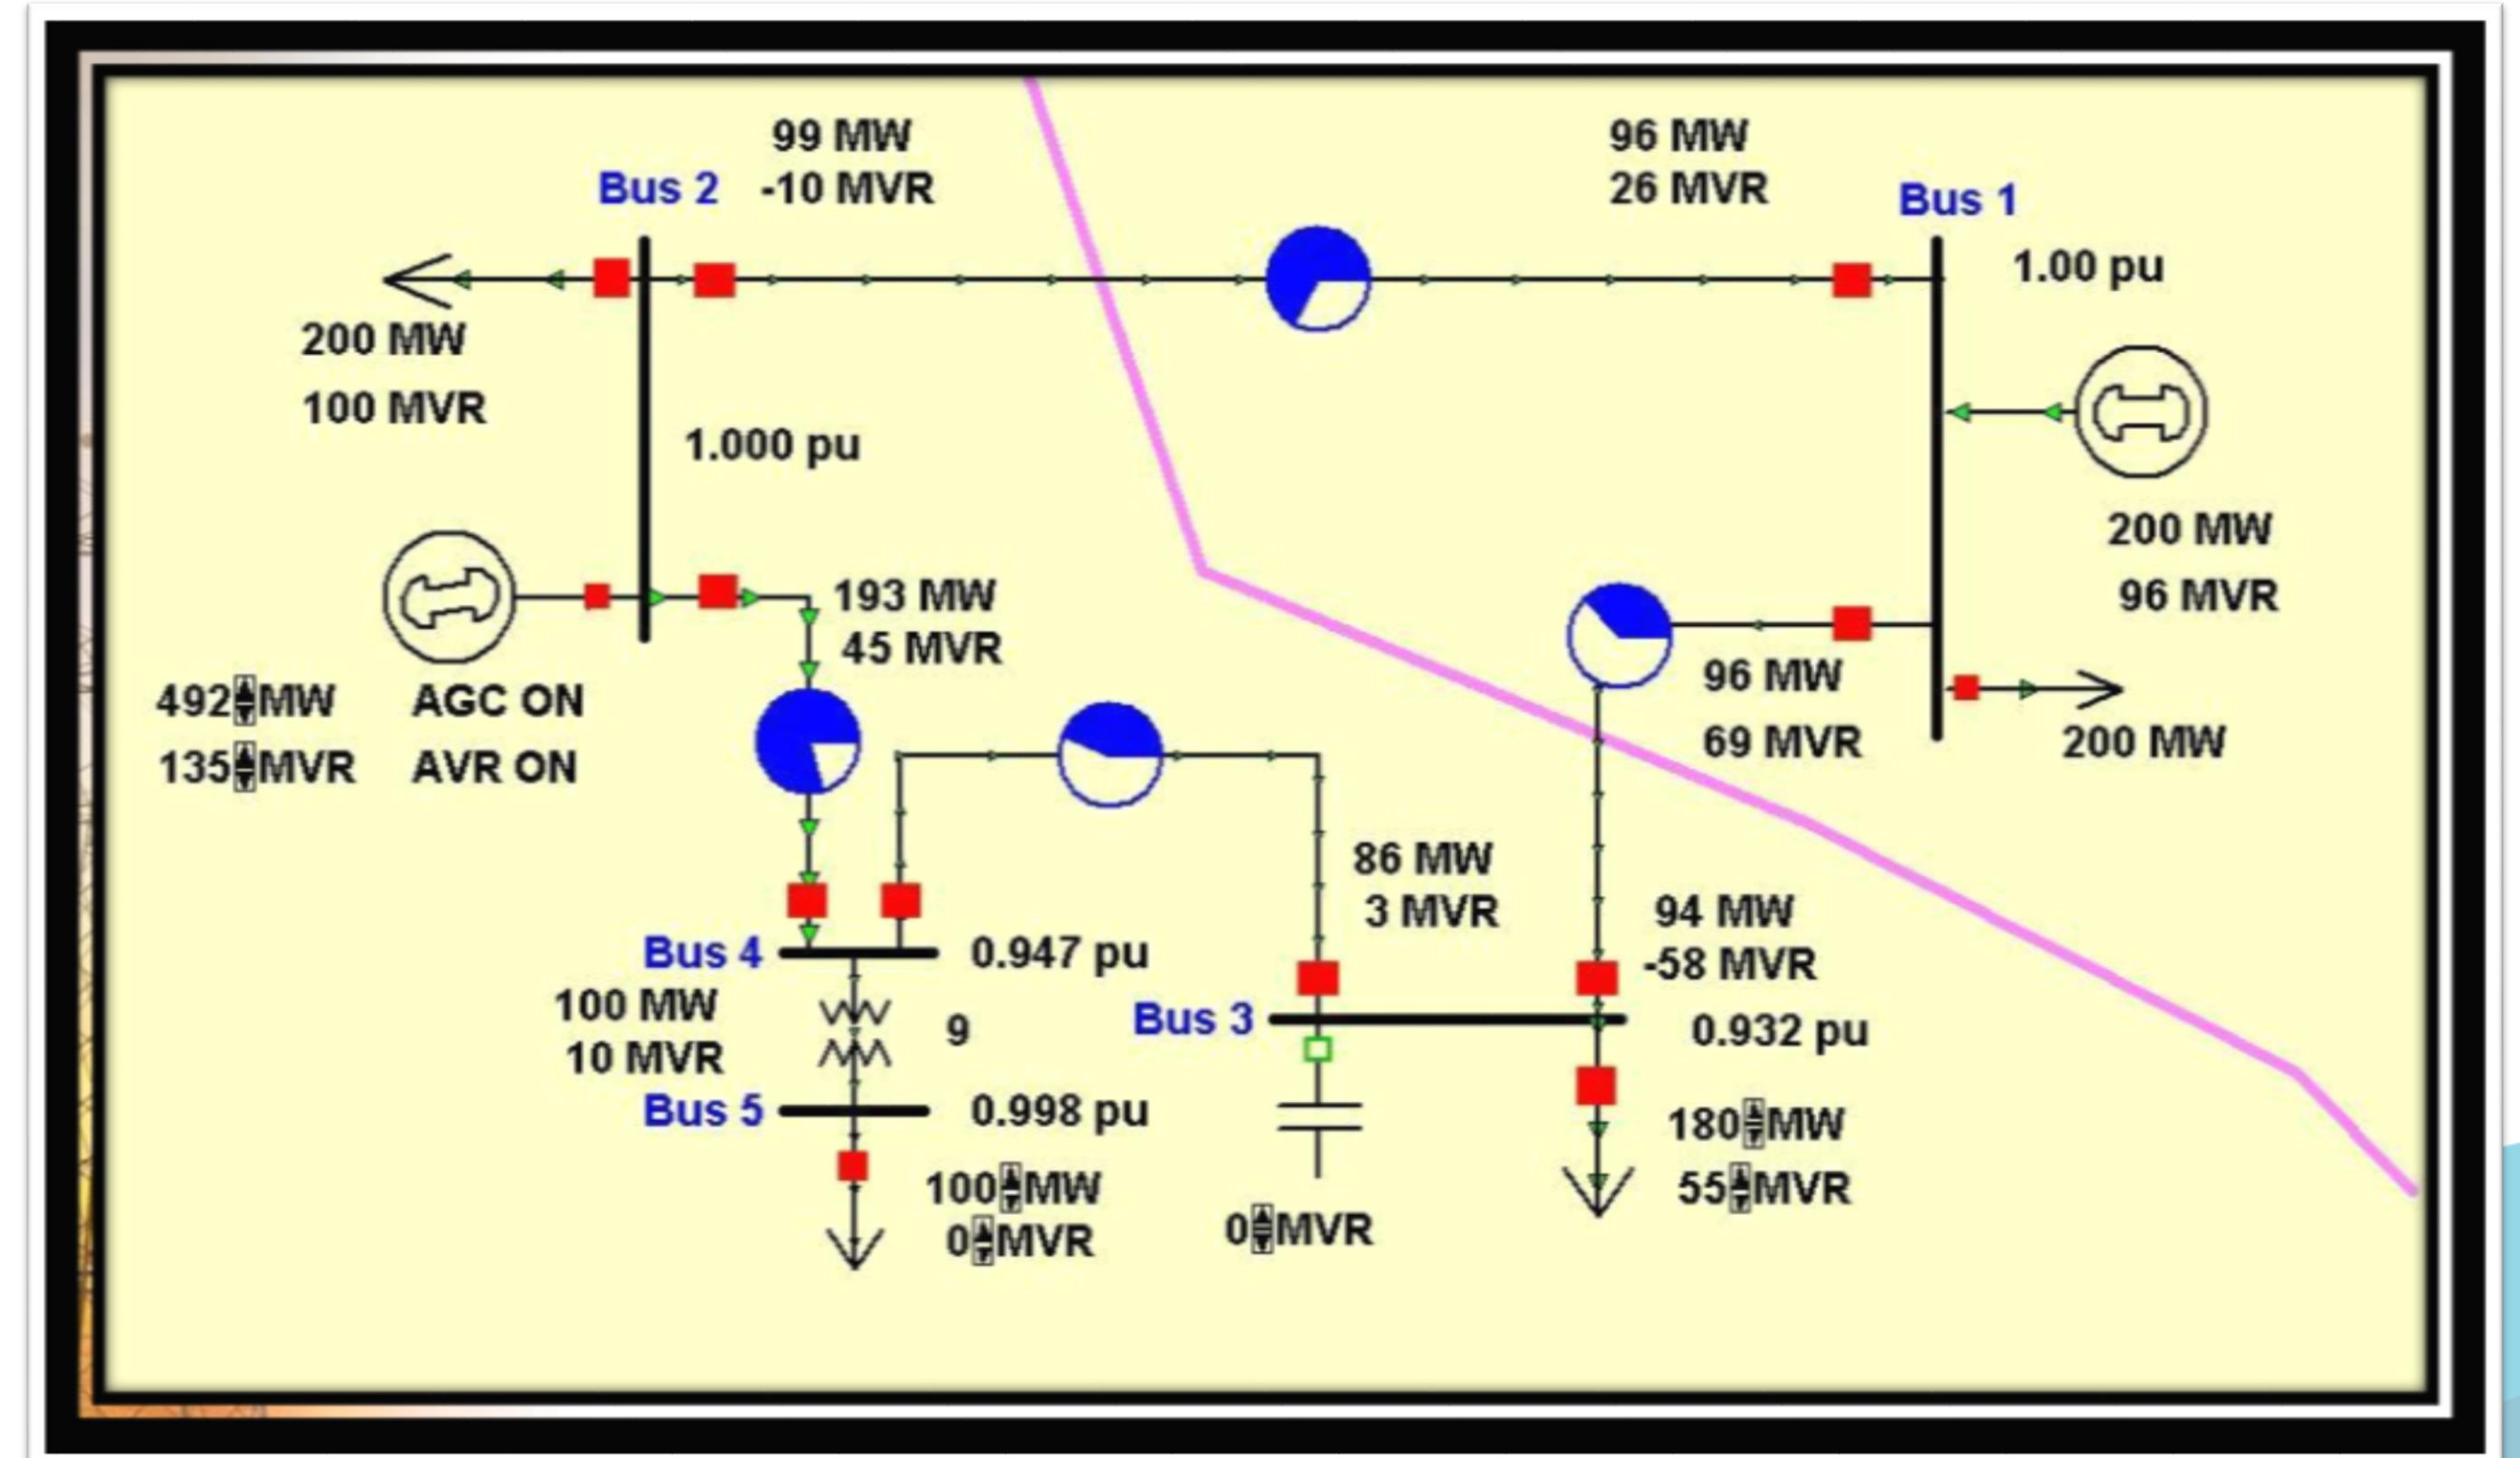 99 MW
-10 MVR
96 MW
26 MVR
Bus 2
Bus 1
1.00 pu
200 MW
100 MVR
1.000 pu
200 MW
96 MVR
193 MW
45 MVR
492 MW
AGC ON
135 MVR
AVR ON
96 MW
69 MVR
200 MW
86 MW
3 MVR
94 MW
-58 MVR
Bus 4
0.947 pu
100 MW
10 MVR
9
Bus 3
0.932 pu
Bus 5
0.998 pu
100 MW
0 MVR
0 MVR
180 MW
55 MVR